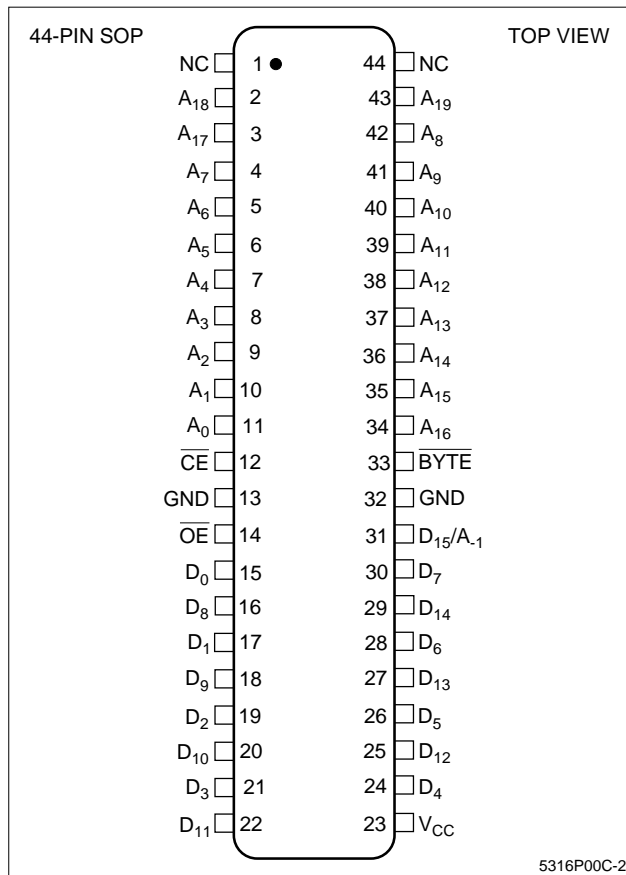 44-PIN SOP TOP VIEW
NC 1 44 NC
A18 2 43 A19
A17 3 42 A8
A7 4 41 A9
A6 5 40 A10
A5 6 39 A11
A4 7 38 A12
A3 8 37 A13
A2 9 36 A14
A1 10 35 A15
A0 11 34 A16
C̅E̅ 12 33 B̅Y̅T̅E̅
GND 13 32 GND
O̅E̅ 14 31 D15/A-1
D0 15 30 D7
D8 16 29 D14
D1 17 28 D6
D9 18 27 D13
D2 19 26 D5
D10 20 25 D12
D3 21 24 D4
D11 22 23 VCC
5316P00C-2